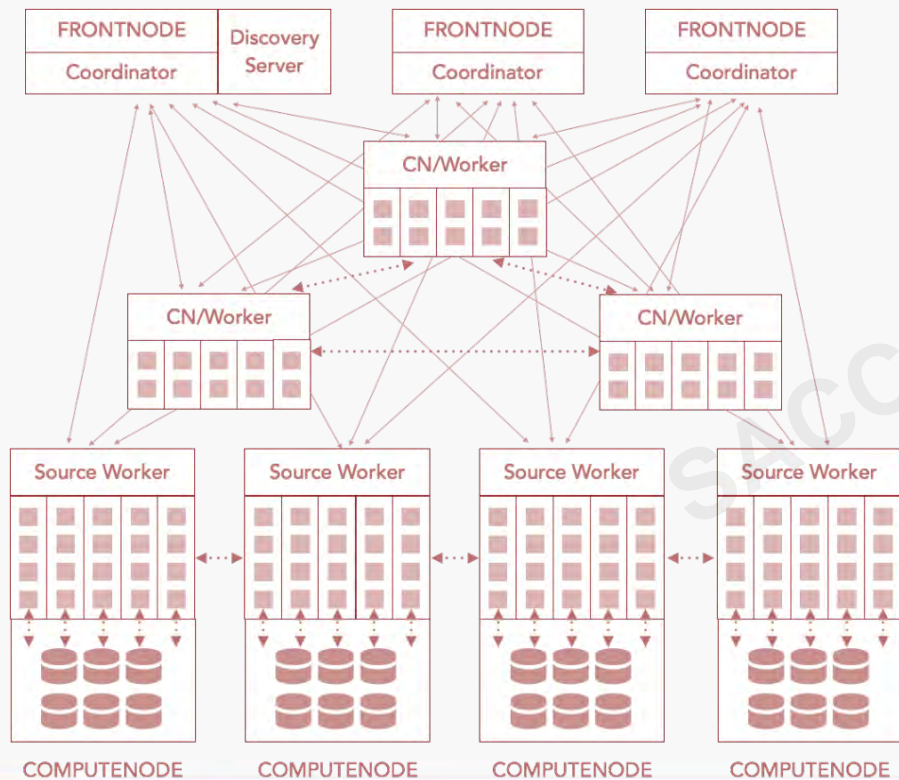 FRONTNODE
Coordinator
Discovery
Server
FRONTNODE
Coordinator
FRONTNODE
Coordinator
CN/Worker
CN/Worker
CN/Worker
SACC
Source Worker
Source Worker
Source Worker
Source Worker
COMPUTENODE
COMPUTENODE
COMPUTENODE
COMPUTENODE